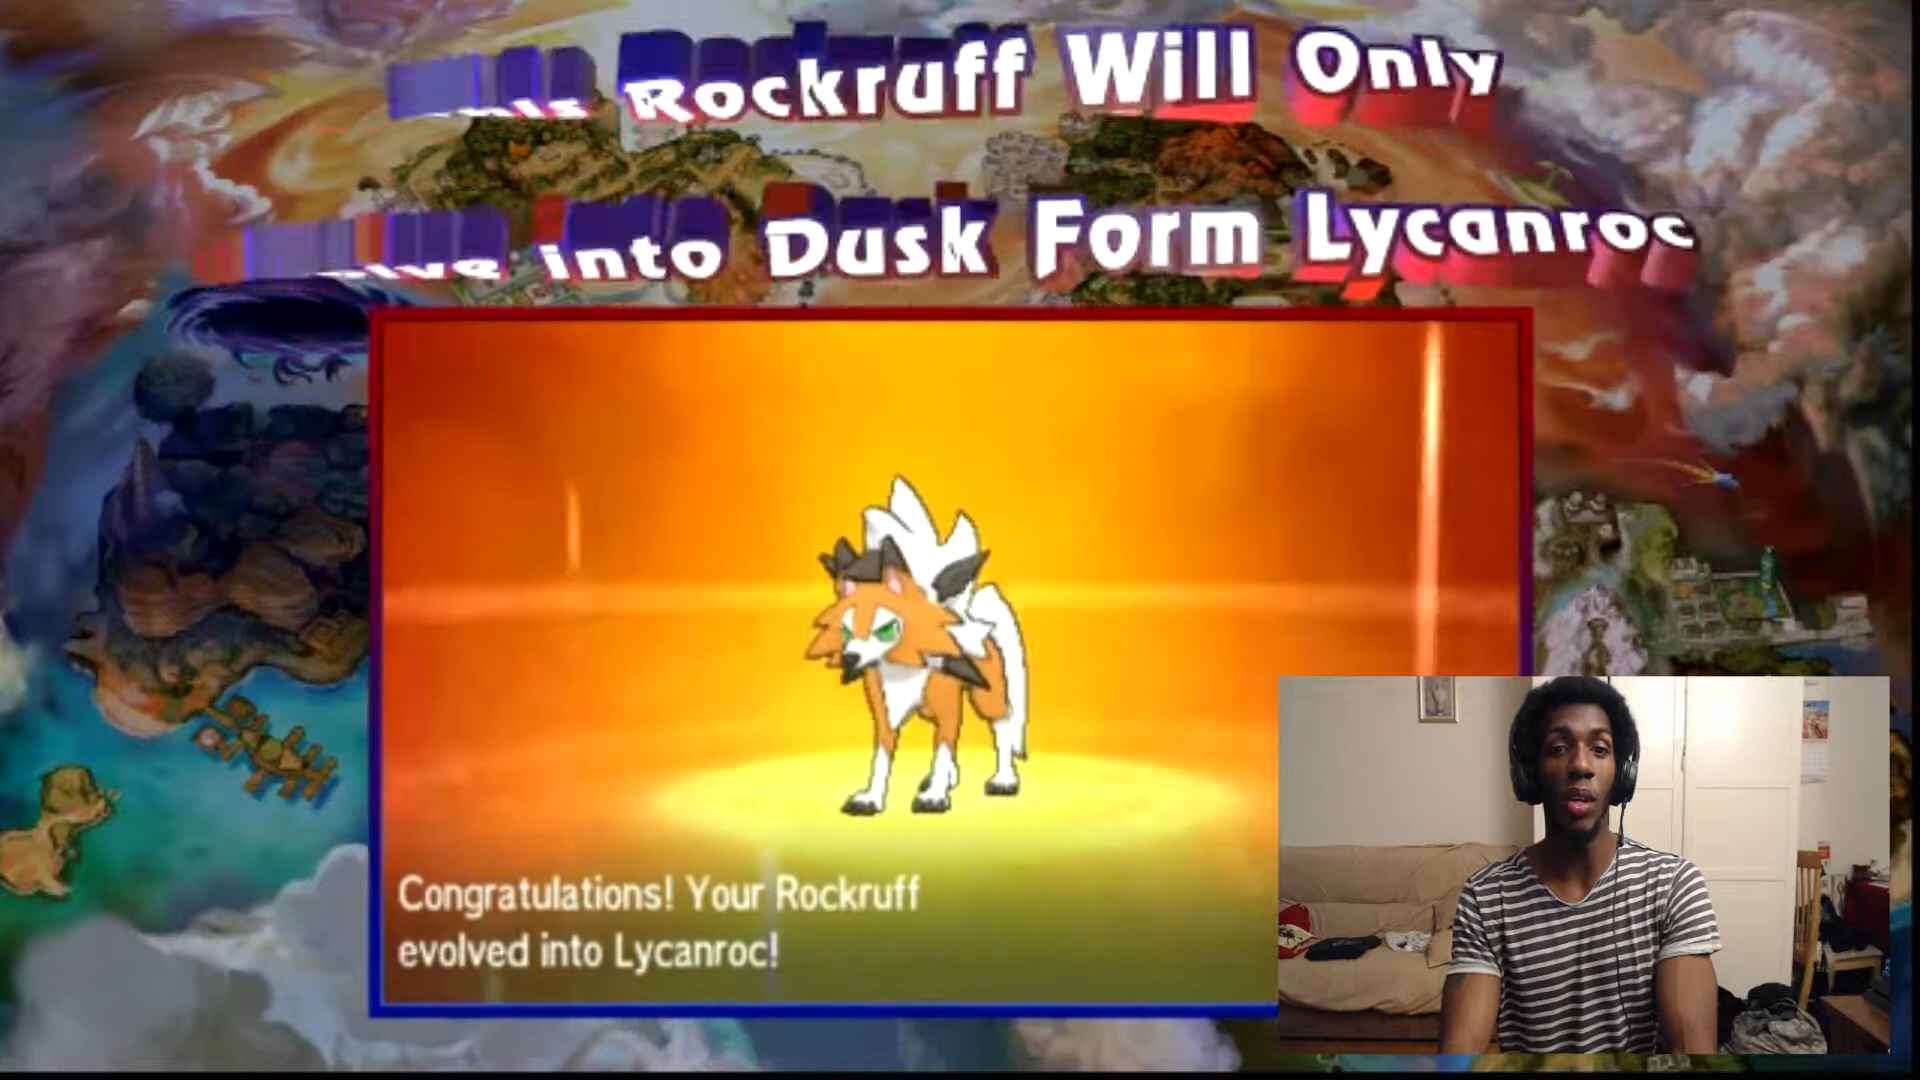 Rockruff Will Only
into Dusk Form Lycanroc
Congratulations! Your Rockruff
evolved into Lycanroc!